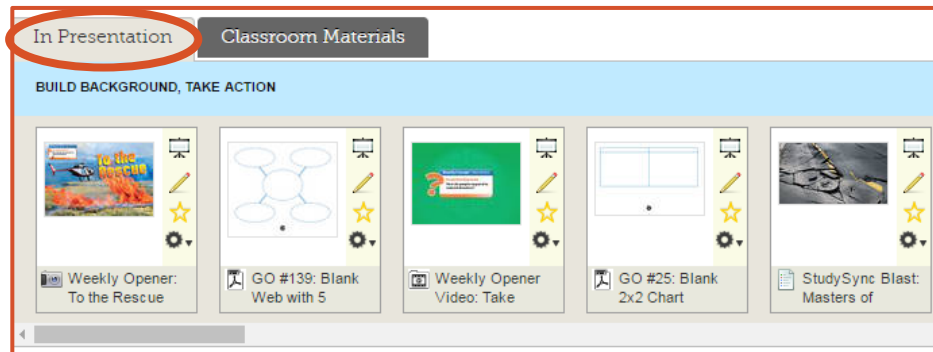 In Presentation
Classroom Materials
BUILD BACKGROUND, TAKE ACTION
To the
Rescue
Weekly Opener:
To the Rescue
GO #139: Blank
Web with 5
Weekly Opener
Video: Take
GO #25: Blank
2x2 Chart
StudySync Blast:
Masters of